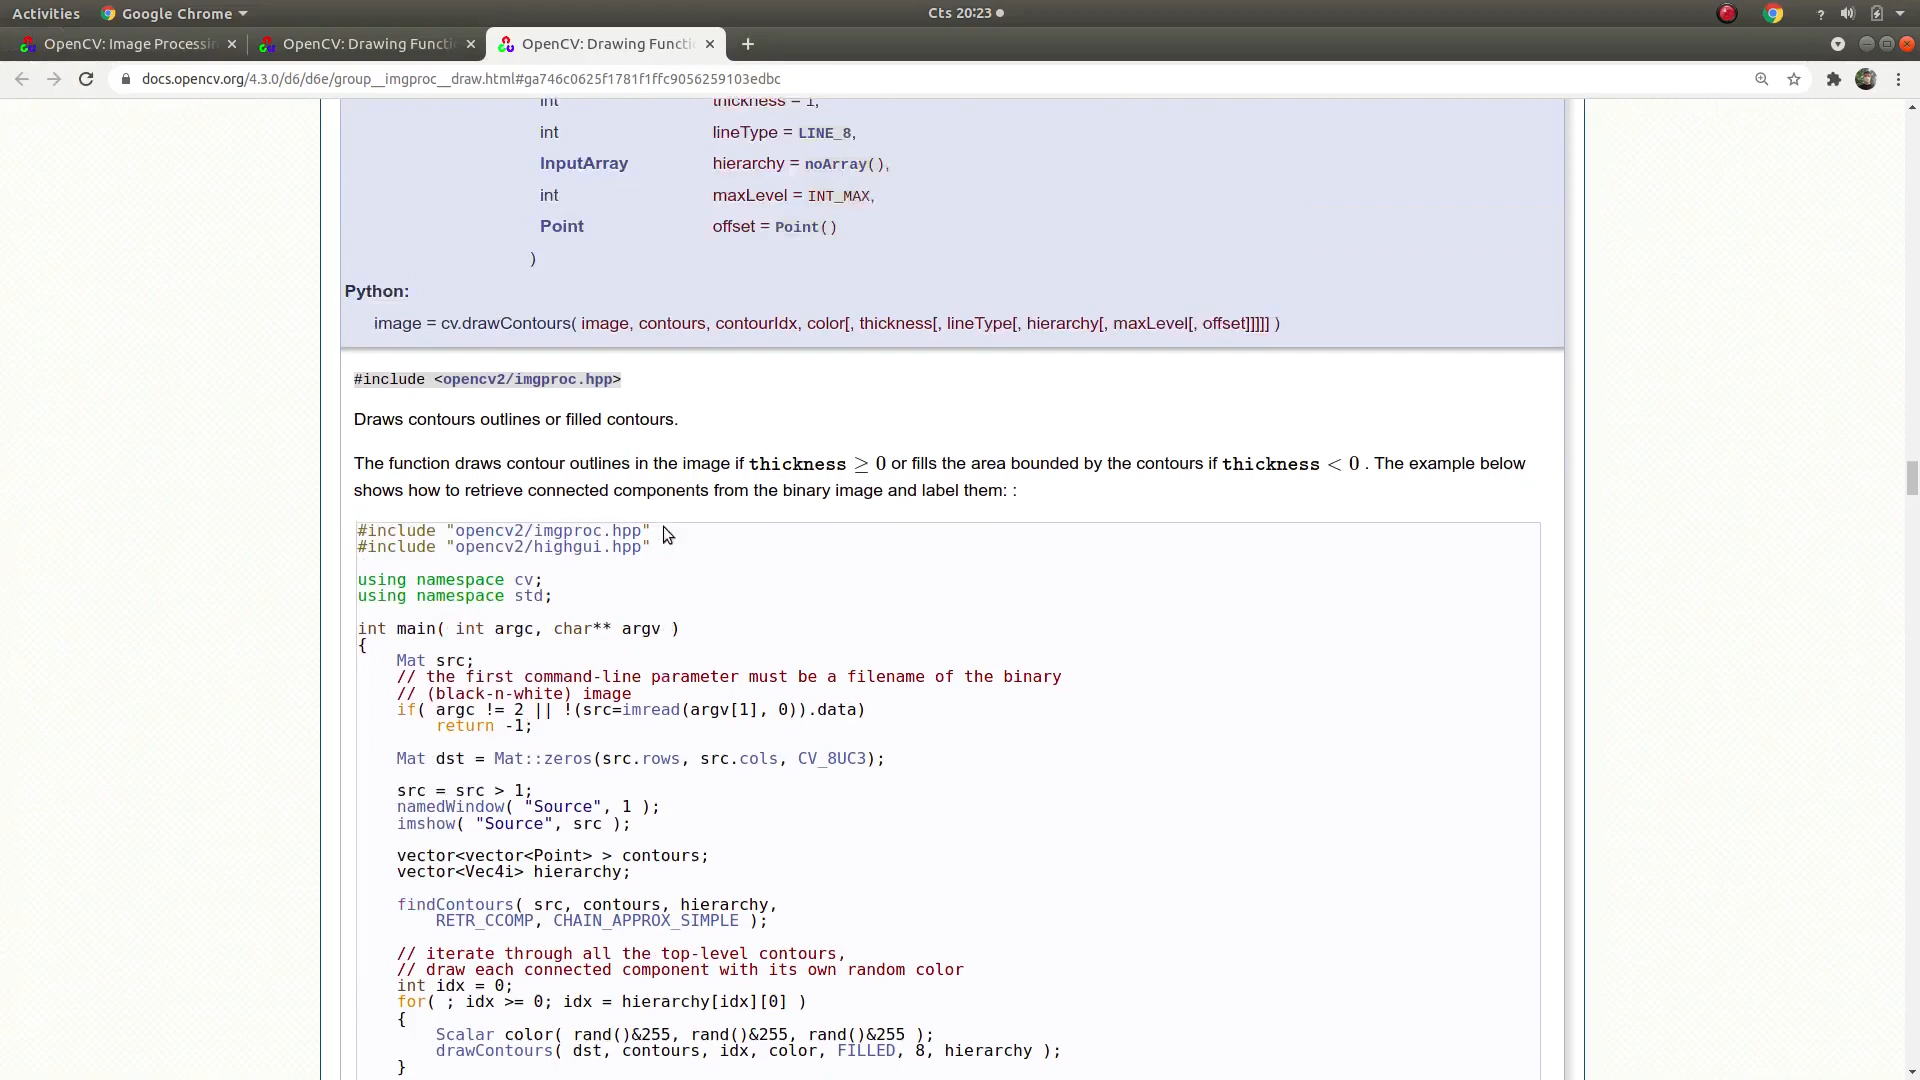 Activities Google Chrome Cts 20:23 ?
OpenCV: Image Processin × OpenCV: Drawing Functi × OpenCV: Drawing Functi × +
docs.opencv.org/4.3.0/d6/d6e/group__imgproc__draw.html#ga746c0625f1781f1ffc9056259103edbc
int thickness = 1,
int lineType = LINE_8,
InputArray hierarchy = noArray(),
int maxLevel = INT_MAX,
Point offset = Point()
)
Python:
image = cv.drawContours( image, contours, contourIdx, color[, thickness[, lineType[, hierarchy[, maxLevel[, offset]]]]] )
#include <opencv2/imgproc.hpp>
Draws contours outlines or filled contours.
The function draws contour outlines in the image if thickness ≥ 0 or fills the area bounded by the contours if thickness < 0 . The example below
shows how to retrieve connected components from the binary image and label them: :
#include "opencv2/imgproc.hpp"
#include "opencv2/highgui.hpp"
using namespace cv;
using namespace std;
int main( int argc, char** argv )
{
Mat src;
// the first command-line parameter must be a filename of the binary
// (black-n-white) image
if( argc != 2 || !(src=imread(argv[1], 0)).data)
return -1;
Mat dst = Mat::zeros(src.rows, src.cols, CV_8UC3);
src = src > 1;
namedWindow( "Source", 1 );
imshow( "Source", src );
vector<vector<Point> > contours;
vector<Vec4i> hierarchy;
findContours( src, contours, hierarchy,
RETR_CCOMP, CHAIN_APPROX_SIMPLE );
// iterate through all the top-level contours,
// draw each connected component with its own random color
int idx = 0;
for( ; idx >= 0; idx = hierarchy[idx][0] )
{
Scalar color( rand()&255, rand()&255, rand()&255 );
drawContours( dst, contours, idx, color, FILLED, 8, hierarchy );
}